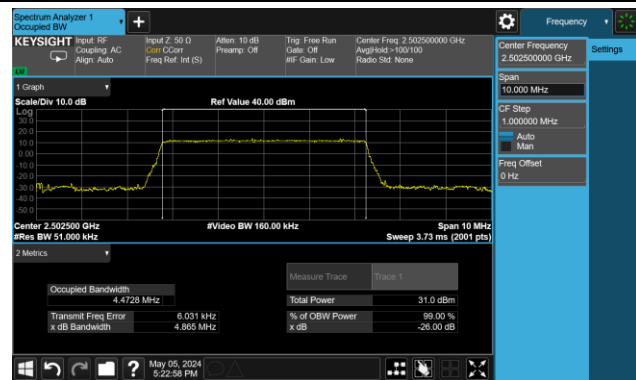 Spectrum Analyzer 1
Occupied BW
Frequency
KEYSIGHT
Input: RF
Coupling: AC
Align: Auto
Input Z: 50 Ω
Corr CCorr
Freq Ref: Int (S)
Atten: 10 dB
Preamp: Off
Trig: Free Run
Gate: Off
#IF Gain: Low
Center Freq: 2.502500000 GHz
Avg|Hold:>100/100
Radio Std: None
LW
Center Frequency
2.502500000 GHz
Settings
Span
10.000 MHz
CF Step
1.000000 MHz
Auto
Man
Freq Offset
0 Hz
1 Graph
Scale/Div 10.0 dB
Ref Value 40.00 dBm
Log
30.0
20.0
10.0
0.00
-10.0
-20.0
-30.0
-40.0
-50.0
Center 2.502500 GHz
#Video BW 160.00 kHz
Span 10 MHz
#Res BW 51.000 kHz
Sweep 3.73 ms (2001 pts)
2 Metrics
Measure Trace
Trace 1
Occupied Bandwidth
4.4728 MHz
Total Power
31.0 dBm
Transmit Freq Error
6.031 kHz
% of OBW Power
99.00 %
x dB Bandwidth
4.865 MHz
x dB
-26.00 dB
May 05, 2024
5:22:58 PM